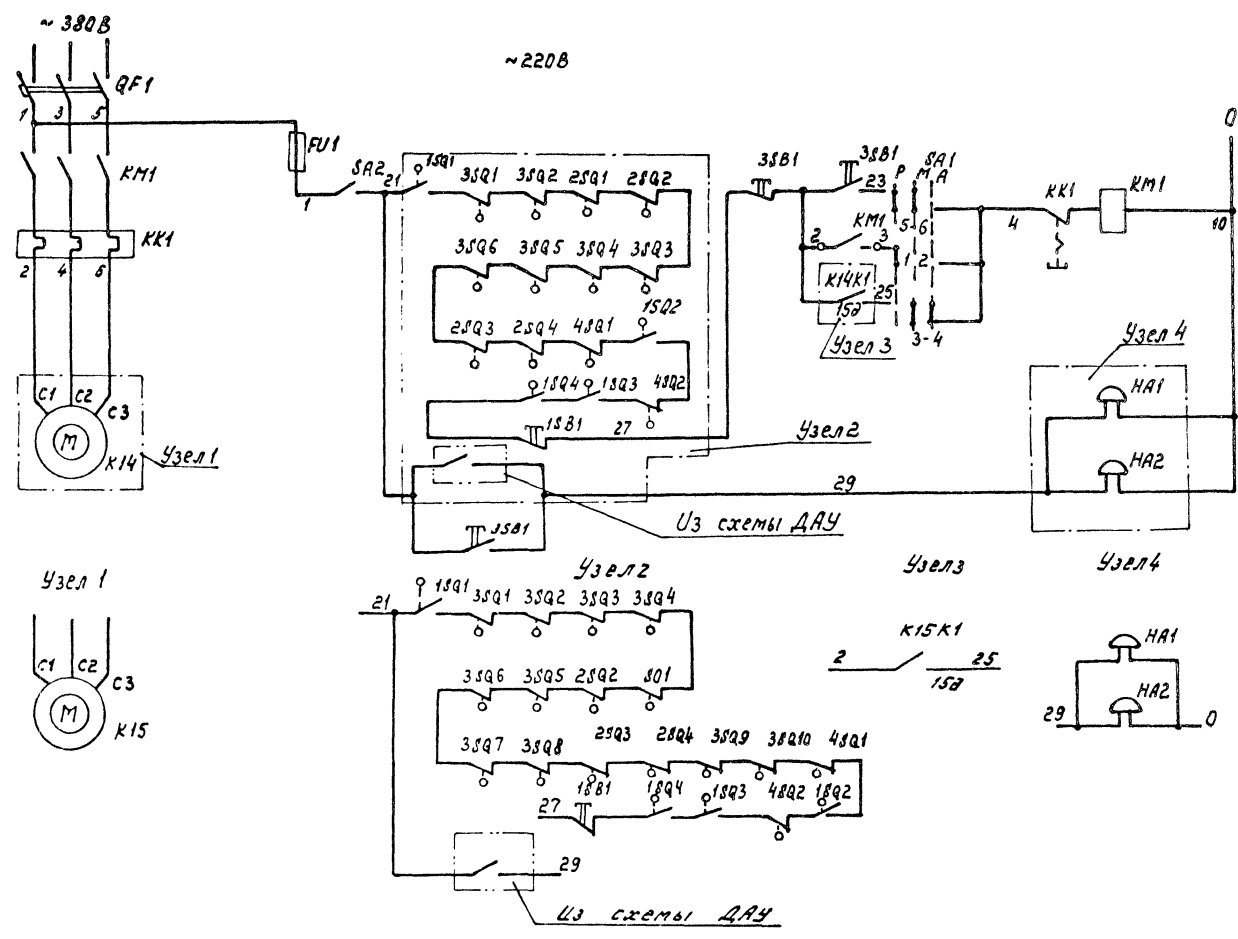 ~ 380В
~220В
QF1
1 3 5
FU1
SA2
1
21
1SQ1
3SQ1 3SQ2 2SQ1 2SQ2
3SB1
3SB1
23
P M A
SA1
KM1
KK1
KM1
0
2 3
5 6
4
10
KK1
2 4 6
3SQ6 3SQ5 3SQ4 3SQ3
K14K1
15д
25
1 2
1SQ2
2SQ3 2SQ4 4SQ1
Узел 3
3-4
Узел 4
1SQ4 1SQ3 4SQ2
HA1
C1 C2 C3
M
K14
Узел 1
1SB1
27
Узел 2
HA2
29
Из схемы ДАУ
3SB1
KM1
Узел 1
C1 C2 C3
M
K15
Узел 2
21
1SQ1
3SQ1 3SQ2 3SQ3 3SQ4
3SQ6 3SQ5 2SQ2 SQ1
3SQ7 3SQ8 2SQ3 2SQ4 3SQ9 3SQ10 4SQ1
27
1SB1 1SQ4 1SQ3 4SQ2 1SQ2
29
Из схемы ДАУ
Узел 3
K15K1
2
25
15д
Узел 4
HA1
HA2
29
0